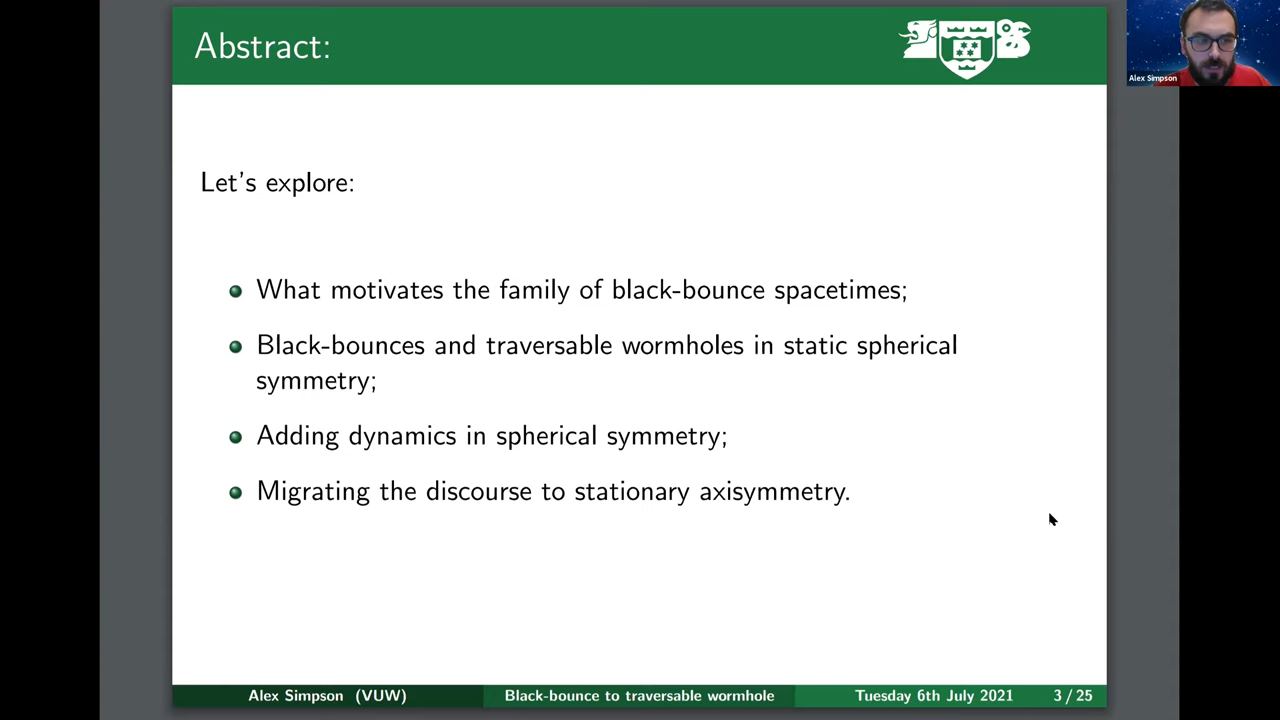 Abstract:
Alex Simpson
Let's explore:
What motivates the family of black-bounce spacetimes;
Black-bounces and traversable wormholes in static spherical
symmetry;
Adding dynamics in spherical symmetry;
Migrating the discourse to stationary axisymmetry.
Alex Simpson (VUW) Black-bounce to traversable wormhole Tuesday 6th July 2021 3 / 25